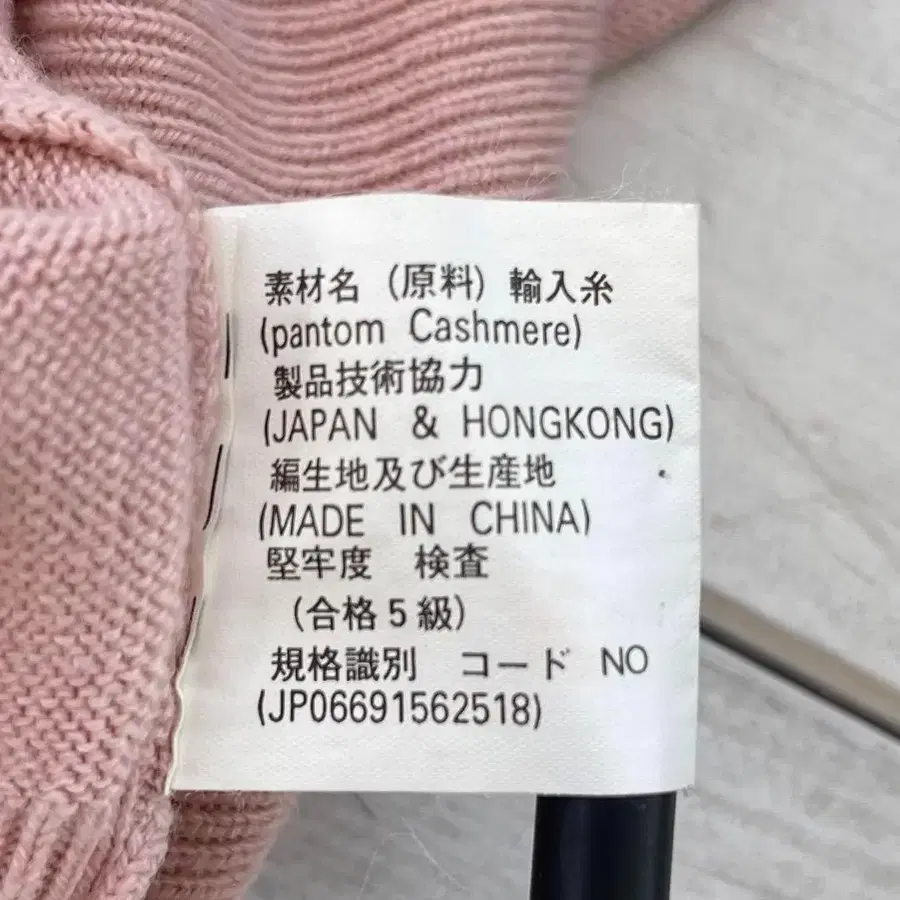 素材名 (原料) 輸入糸
(pantom Cashmere)
製品技術協力
(JAPAN & HONGKONG)
編生地及び生産地
(MADE IN CHINA)
堅牢度 検査
(合格5級)
規格識別 コード NO
(JP06691562518)